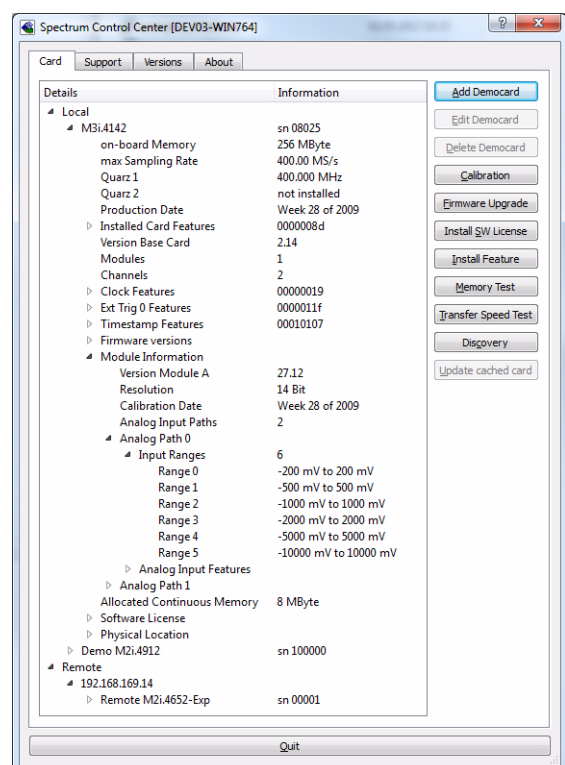 Spectrum Control Center [DEV03-WIN764]
Card Support Versions About
Details Information
Local
M3i.4142 sn 08025
on-board Memory 256 MByte
max Sampling Rate 400.00 MS/s
Quarz 1 400.000 MHz
Quarz 2 not installed
Production Date Week 28 of 2009
Installed Card Features 0000008d
Version Base Card 2.14
Modules 1
Channels 2
Clock Features 00000019
Ext Trig 0 Features 0000011f
Timestamp Features 00010107
Firmware versions
Module Information
Version Module A 27.12
Resolution 14 Bit
Calibration Date Week 28 of 2009
Analog Input Paths 2
Analog Path 0
Input Ranges 6
Range 0 -200 mV to 200 mV
Range 1 -500 mV to 500 mV
Range 2 -1000 mV to 1000 mV
Range 3 -2000 mV to 2000 mV
Range 4 -5000 mV to 5000 mV
Range 5 -10000 mV to 10000 mV
Analog Input Features
Analog Path 1
Allocated Continuous Memory 8 MByte
Software License
Physical Location
Demo M2i.4912 sn 100000
Remote
192.168.169.14
Remote M2i.4652-Exp sn 00001
Add Democard
Edit Democard
Delete Democard
Calibration
Firmware Upgrade
Install SW License
Install Feature
Memory Test
Transfer Speed Test
Discovery
Update cached card
Quit